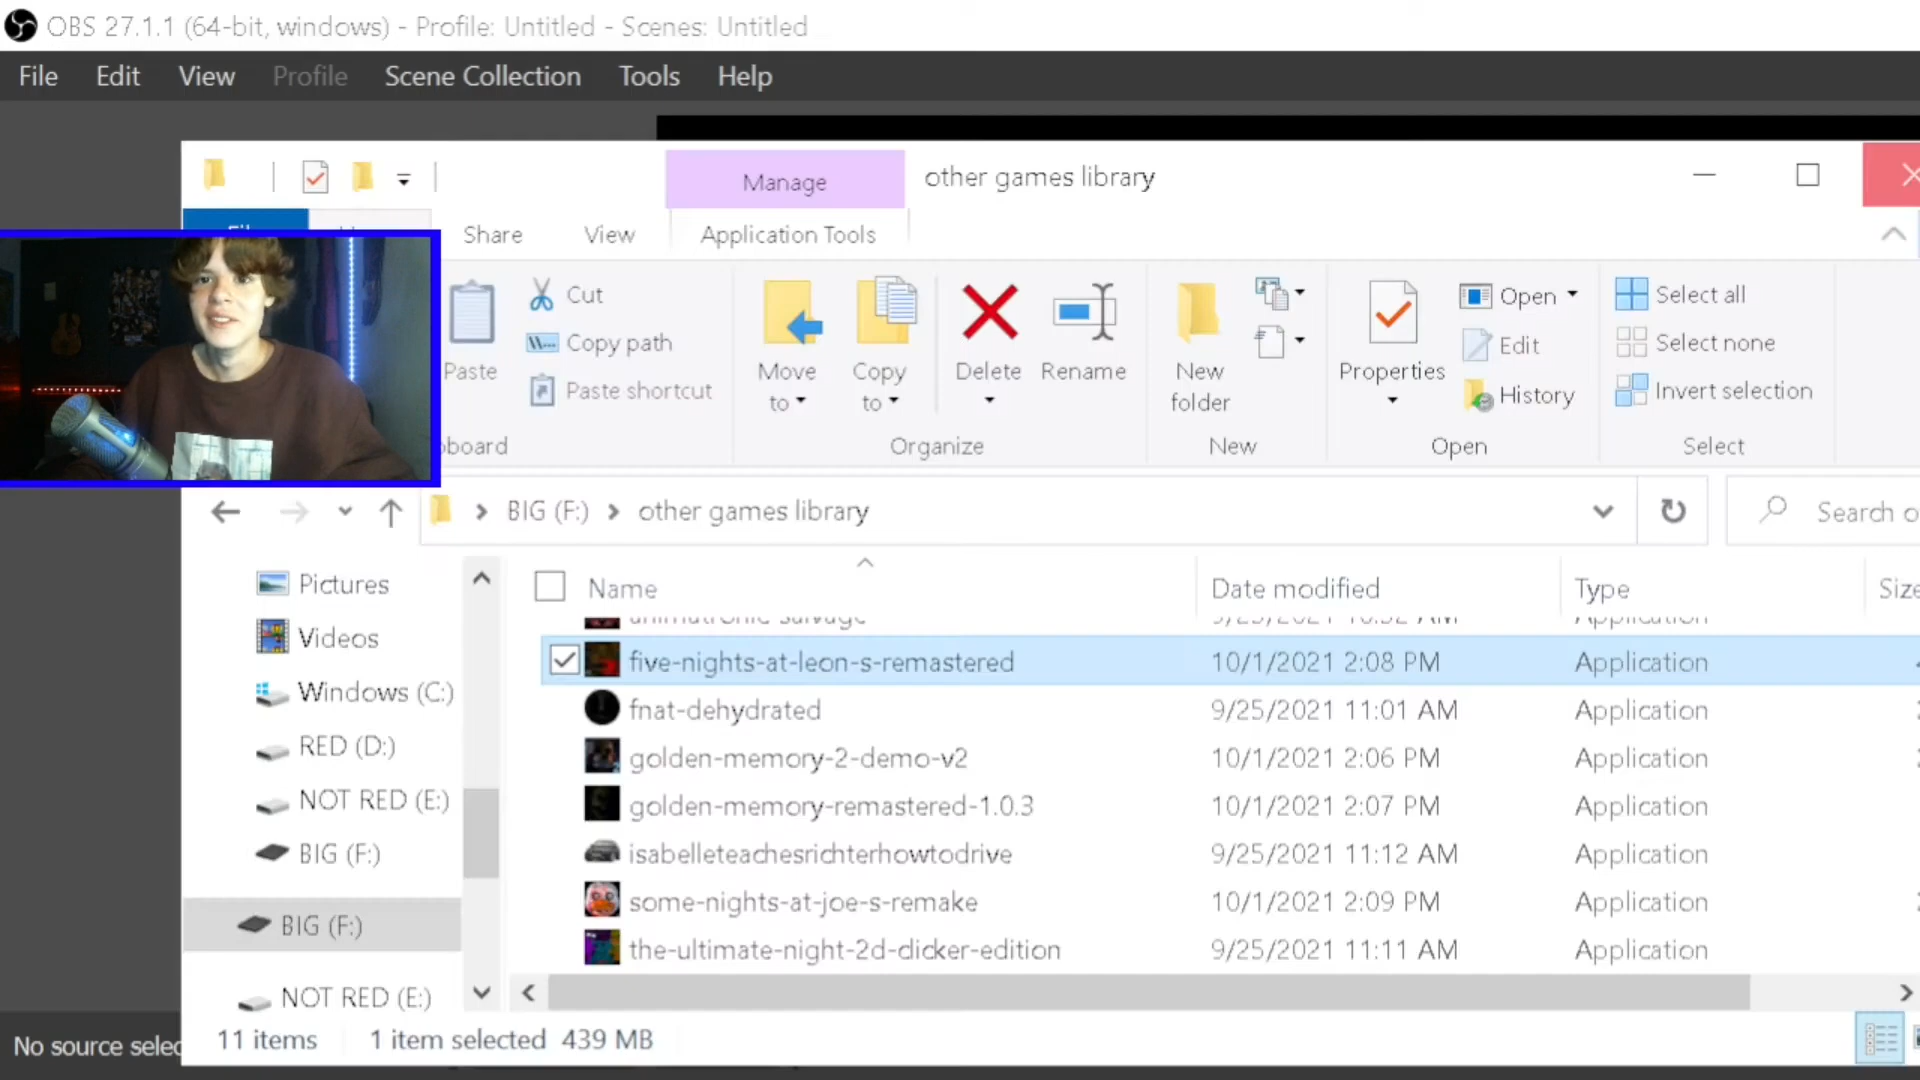 OBS 27.1.1 (64-bit, windows) - Profile: Untitled - Scenes: Untitled
File Edit View Profile Scene Collection Tools Help
Manage other games library
Share View Application Tools
Cut
Copy path
Paste shortcut
Paste
Move to
Copy to
Delete
Rename
New folder
Properties
Open
Edit
History
Select all
Select none
Invert selection
Organize New Open Select
BIG (F:) other games library
Search
Pictures
Videos
Windows (C:)
RED (D:)
NOT RED (E:)
BIG (F:)
BIG (F:)
NOT RED (E:)
Name Date modified Type
five-nights-at-leon-s-remastered 10/1/2021 2:08 PM Application
fnat-dehydrated 9/25/2021 11:01 AM Application
golden-memory-2-demo-v2 10/1/2021 2:06 PM Application
golden-memory-remastered-1.0.3 10/1/2021 2:07 PM Application
isabelleteachesrichterhowtodrive 9/25/2021 11:12 AM Application
some-nights-at-joe-s-remake 10/1/2021 2:09 PM Application
the-ultimate-night-2d-dicker-edition 9/25/2021 11:11 AM Application
11 items 1 item selected 439 MB
No source